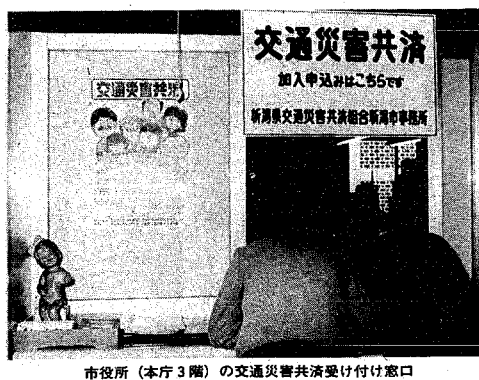 交通災害共済
交通災害共済
加入申込みはこちらです
新潟県交通災害共済組合新潟市事務所
市役所（本庁３階）の交通災害共済受け付け窓口